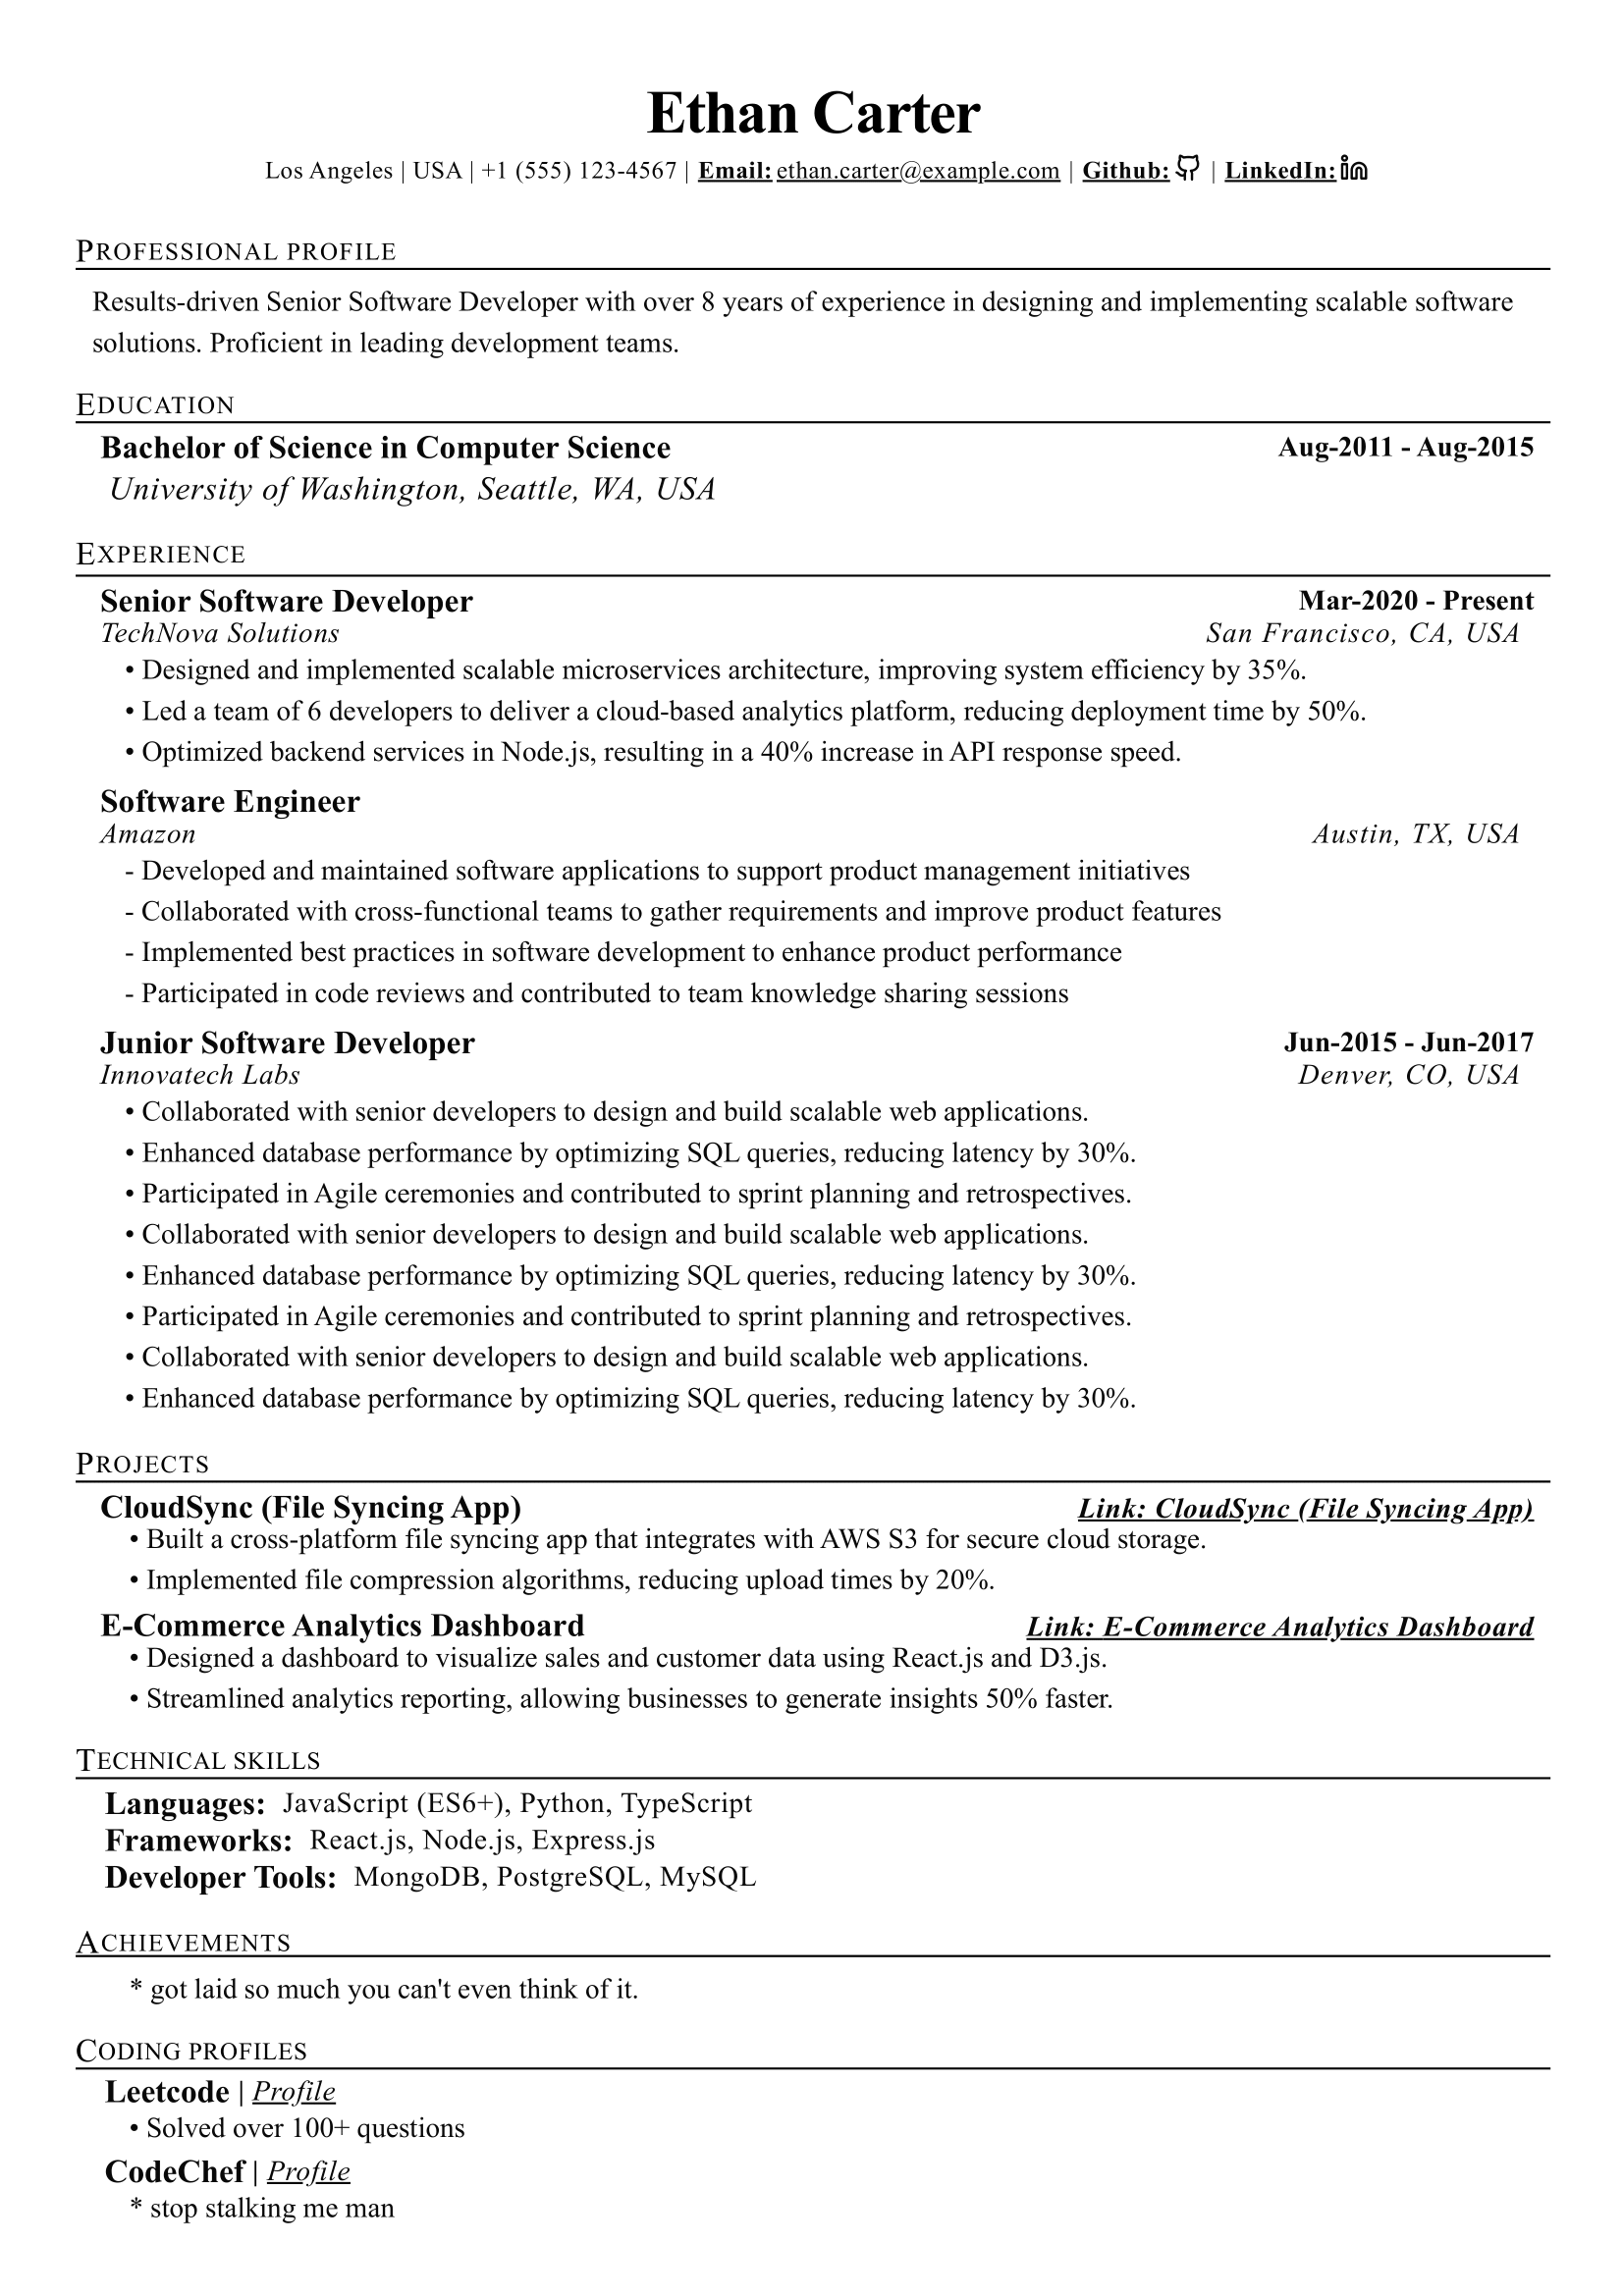 Ethan Carter
Los Angeles | USA | +1 (555) 123-4567 | Email: ethan.carter@example.com | Github: | LinkedIn:
PROFESSIONAL PROFILE
Results-driven Senior Software Developer with over 8 years of experience in designing and implementing scalable software
solutions. Proficient in leading development teams.
EDUCATION
Bachelor of Science in Computer Science Aug-2011 - Aug-2015
University of Washington, Seattle, WA, USA
EXPERIENCE
Senior Software Developer Mar-2020 - Present
TechNova Solutions San Francisco, CA, USA
• Designed and implemented scalable microservices architecture, improving system efficiency by 35%.
• Led a team of 6 developers to deliver a cloud-based analytics platform, reducing deployment time by 50%.
• Optimized backend services in Node.js, resulting in a 40% increase in API response speed.
Software Engineer
Amazon Austin, TX, USA
- Developed and maintained software applications to support product management initiatives
- Collaborated with cross-functional teams to gather requirements and improve product features
- Implemented best practices in software development to enhance product performance
- Participated in code reviews and contributed to team knowledge sharing sessions
Junior Software Developer Jun-2015 - Jun-2017
Innovatech Labs Denver, CO, USA
• Collaborated with senior developers to design and build scalable web applications.
• Enhanced database performance by optimizing SQL queries, reducing latency by 30%.
• Participated in Agile ceremonies and contributed to sprint planning and retrospectives.
• Collaborated with senior developers to design and build scalable web applications.
• Enhanced database performance by optimizing SQL queries, reducing latency by 30%.
• Participated in Agile ceremonies and contributed to sprint planning and retrospectives.
• Collaborated with senior developers to design and build scalable web applications.
• Enhanced database performance by optimizing SQL queries, reducing latency by 30%.
PROJECTS
CloudSync (File Syncing App) Link: CloudSync (File Syncing App)
• Built a cross-platform file syncing app that integrates with AWS S3 for secure cloud storage.
• Implemented file compression algorithms, reducing upload times by 20%.
E-Commerce Analytics Dashboard Link: E-Commerce Analytics Dashboard
• Designed a dashboard to visualize sales and customer data using React.js and D3.js.
• Streamlined analytics reporting, allowing businesses to generate insights 50% faster.
TECHNICAL SKILLS
Languages: JavaScript (ES6+), Python, TypeScript
Frameworks: React.js, Node.js, Express.js
Developer Tools: MongoDB, PostgreSQL, MySQL
ACHIEVEMENTS
* got laid so much you can't even think of it.
CODING PROFILES
Leetcode | Profile
• Solved over 100+ questions
CodeChef | Profile
* stop stalking me man